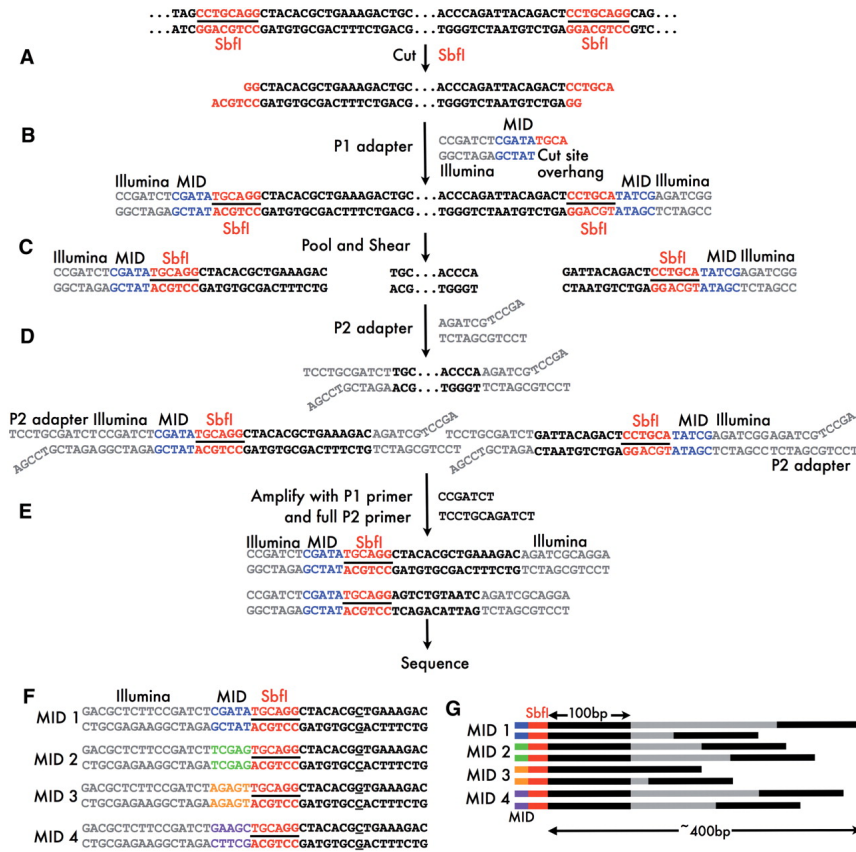 ...TAGCCTGCAGGCTACACGCTGAAAGACTGC...ACCCAGATTACAGACTCCTGCAGGCAG...
...ATCGGACGTCCGATGTGCGACTTTCTGACG...TGGGTCTAATGTCTGAGGACGTCCGTC...
SbfI SbfI
A
Cut SbfI
GGCTACACGCTGAAAGACTGC...ACCCAGATTACAGACTCCTGCA
ACGTCCGATGTGCGACTTTCTGACG...TGGGTCTAATGTCTGAGG
B
P1 adapter
MID
CCGATCTCGATATGCA
GGCTAGAGCTAT Cut site
Illumina overhang
Illumina MID MID Illumina
CCGATCTCGATATGCAGGCTACACGCTGAAAGACTGC...ACCCAGATTACAGACTCCTGCATATCGAGATCGG
GGCTAGAGCTATACGTCCGATGTGCGACTTTCTGACG...TGGGTCTAATGTCTGAGGACGTATAGCTCTAGCC
SbfI SbfI
C
Pool and Shear
Illumina MID SbfI SbfI MID Illumina
CCGATCTCGATATGCAGGCTACACGCTGAAAGAC TGC...ACCCA GATTACAGACTCCTGCATATCGAGATCGG
GGCTAGAGCTATACGTCCGATGTGCGACTTTCTG ACG...TGGGT CTAATGTCTGAGGACGTATAGCTCTAGCC
D
P2 adapter
AGATCGTCCGA
TCTAGCGTCCT
TCCTGCGATCTTGC...ACCCAAGATCGTCCGA
AGCCTGCTAGAACG...TGGGTTCTAGCGTCCT
P2 adapter Illumina MID SbfI SbfI MID Illumina
TCCTGCGATCTCCGATCTCGATATGCAGGCTACACGCTGAAAGACAGATCGTCCGA TCCTGCGATCTGATTACAGACTCCTGCATATCGAGATCGGAGATCGTCCGA
AGCCTGCTAGAGGCTAGAGCTATACGTCCGATGTGCGACTTTCTGTCTAGCGTCCT AGCCTGCTAGACTAATGTCTGAGGACGTATAGCTCTAGCCTCTAGCGTCCT
P2 adapter
E
Amplify with P1 primer CCGATCT
and full P2 primer TCCTGCAGATCT
Illumina MID SbfI Illumina
CCGATCTCGATATGCAGGCTACACGCTGAAAGACAGATCGCAGGA
GGCTAGAGCTATACGTCCGATGTGCGACTTTCTGTCTAGCGTCCT
CCGATCTCGATATGCAGGAGTCTGTAATCAGATCGCAGGA
GGCTAGAGCTATACGTCCTCAGACATTAGTCTAGCGTCCT
Sequence
F
Illumina MID SbfI
MID 1
GACGCTCTTCCGATCTCGATATGCAGGCTACACGCTGAAAGAC
CTGCGAGAAGGCTAGAGCTATACGTCCGATGTGCGACTTTCTG
MID 2
GACGCTCTTCCGATCTTCGAGTGCAGGCTACACGGTGAAAGAC
CTGCGAGAAGGCTAGATCGAGACGTCCGATGTGCCACTTTCTG
MID 3
GACGCTCTTCCGATCTAGAGTTGCAGGCTACACGGTGAAAGAC
CTGCGAGAAGGCTAGAAGAGTACGTCCGATGTGCCACTTTCTG
MID 4
GACGCTCTTCCGATCTGAAGCTGCAGGCTACACGCTGAAAGAC
CTGCGAGAAGGCTAGACTTCGACGTCCGATGTGCGACTTTCTG
G
SbfI 100bp
MID 1
MID 2
MID 3
MID 4
MID
~400bp